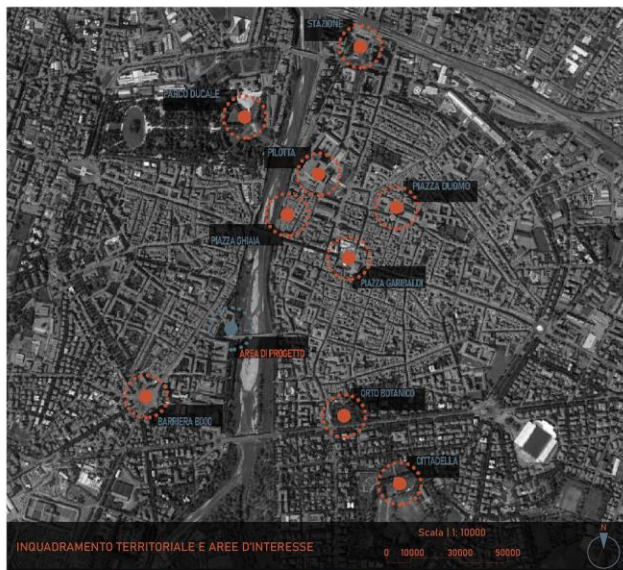 STAZIONE
PARCO DUCALE
PILOTTA
PIAZZA DUOMO
PIAZZA GHIAIA
PIAZZA GARIBALDI
AREA DI PROGETTO
ORTO BOTANICO
BARRIERA BIXIO
CITTADELLA
INQUADRAMENTO TERRITORIALE E AREE D'INTERESSE
Scala | 1: 10000
0 10000 30000 50000
N